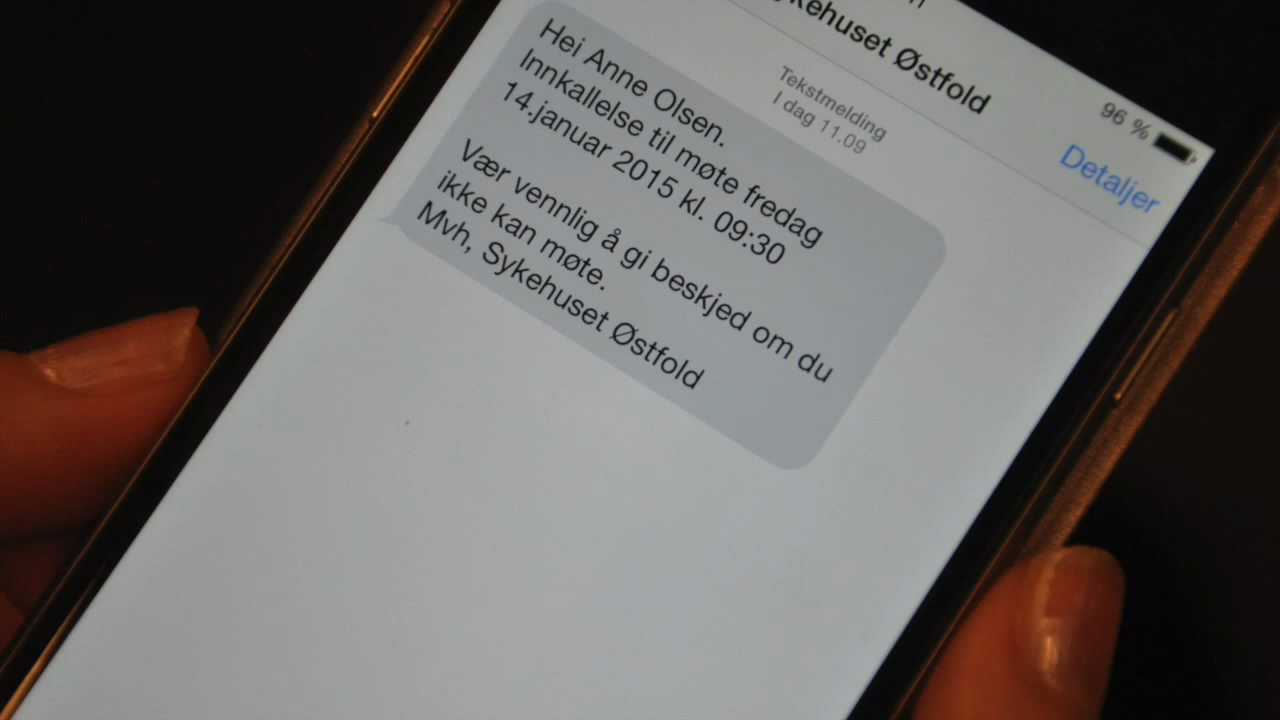 Sykehuset Østfold
96 %
Detaljer
Tekstmelding
I dag 11.09
Hei Anne Olsen.
Innkallelse til møte fredag
14.januar 2015 kl. 09:30
Vær vennlig å gi beskjed om du
ikke kan møte.
Mvh, Sykehuset Østfold